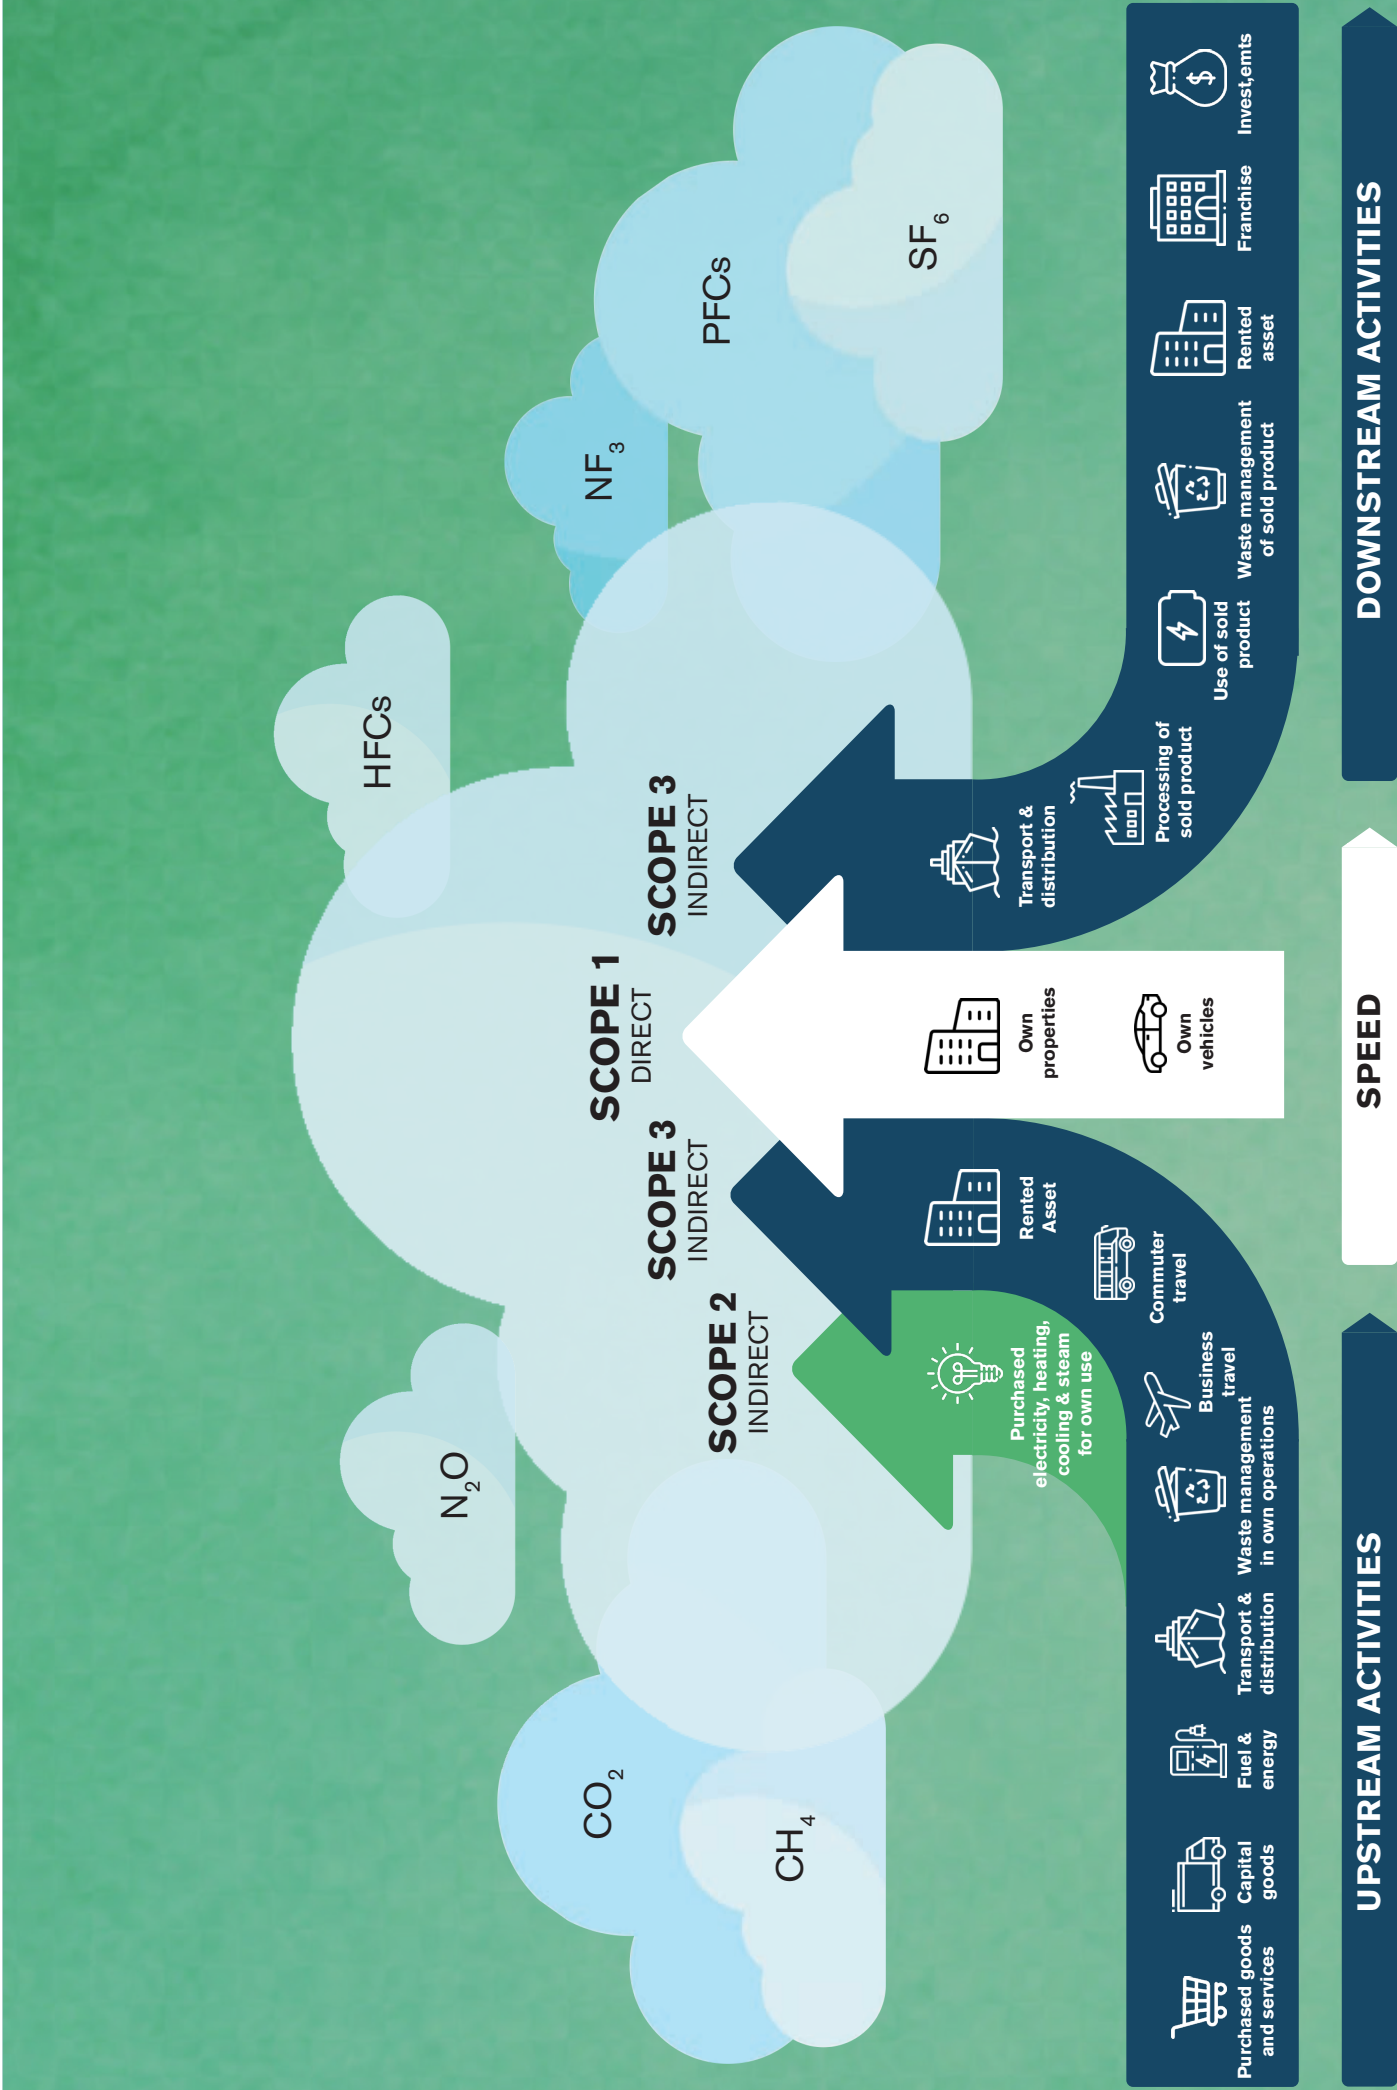 CO2
CH4
N2O
HFCs
NF3
PFCs
SF6
SCOPE 2
INDIRECT
SCOPE 3
INDIRECT
SCOPE 1
DIRECT
SCOPE 3
INDIRECT
Purchased goods
and services
Capital
goods
Fuel &
energy
Transport &
distribution
Waste management
in own operations
Business
travel
Commuter
travel
Rented
Asset
Purchased
electricity, heating,
cooling & steam
for own use
Own
properties
Own
vehicles
Transport &
distribution
Processing of
sold product
Use of sold
product
Waste management
of sold product
Rented
asset
Franchise
Invest,emts
$
UPSTREAM ACTIVITIES
SPEED
DOWNSTREAM ACTIVITIES